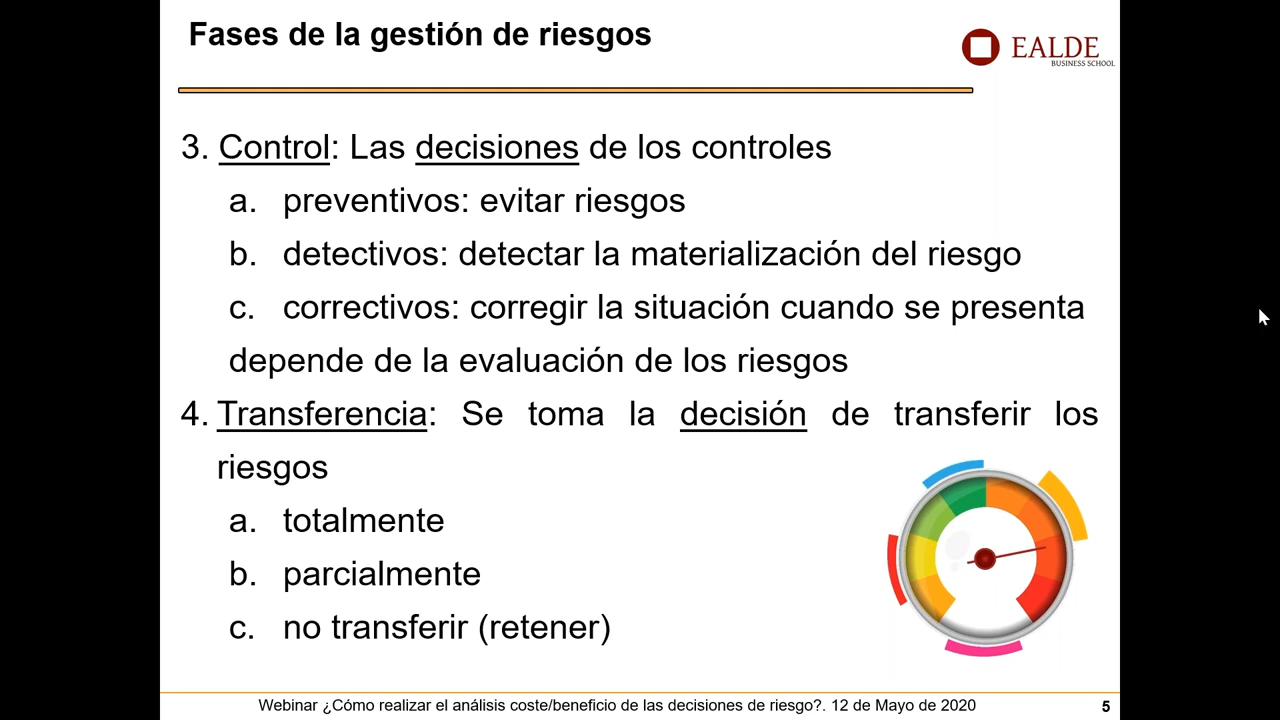 Fases de la gestión de riesgos
EALDE
BUSINESS SCHOOL
3. Control: Las decisiones de los controles
a. preventivos: evitar riesgos
b. detectivos: detectar la materialización del riesgo
c. correctivos: corregir la situación cuando se presenta
depende de la evaluación de los riesgos
4. Transferencia: Se toma la decisión de transferir los
riesgos
a. totalmente
b. parcialmente
c. no transferir (retener)
Webinar ¿Cómo realizar el análisis coste/beneficio de las decisiones de riesgo?. 12 de Mayo de 2020
5